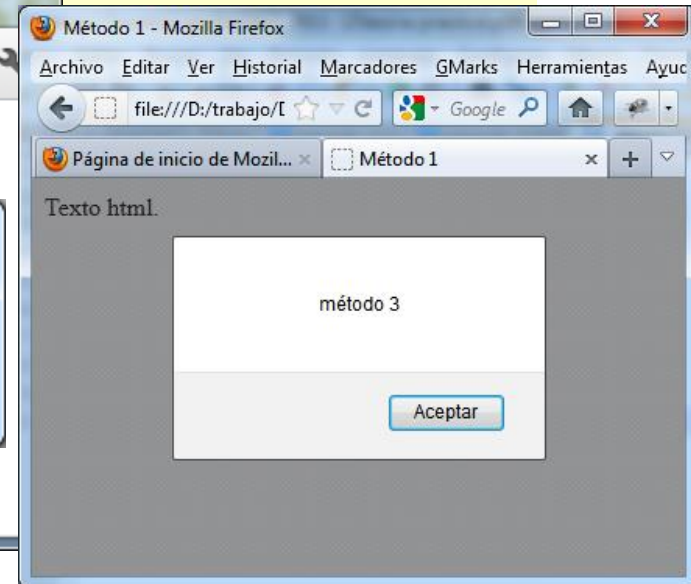 Método 1 - Mozilla Firefox
Archivo Editar Ver Historial Marcadores GMarks Herramientas Ayuc
file:///D:/trabajo/D Google
Página de inicio de Mozil... Método 1
Texto html.
método 3
Aceptar